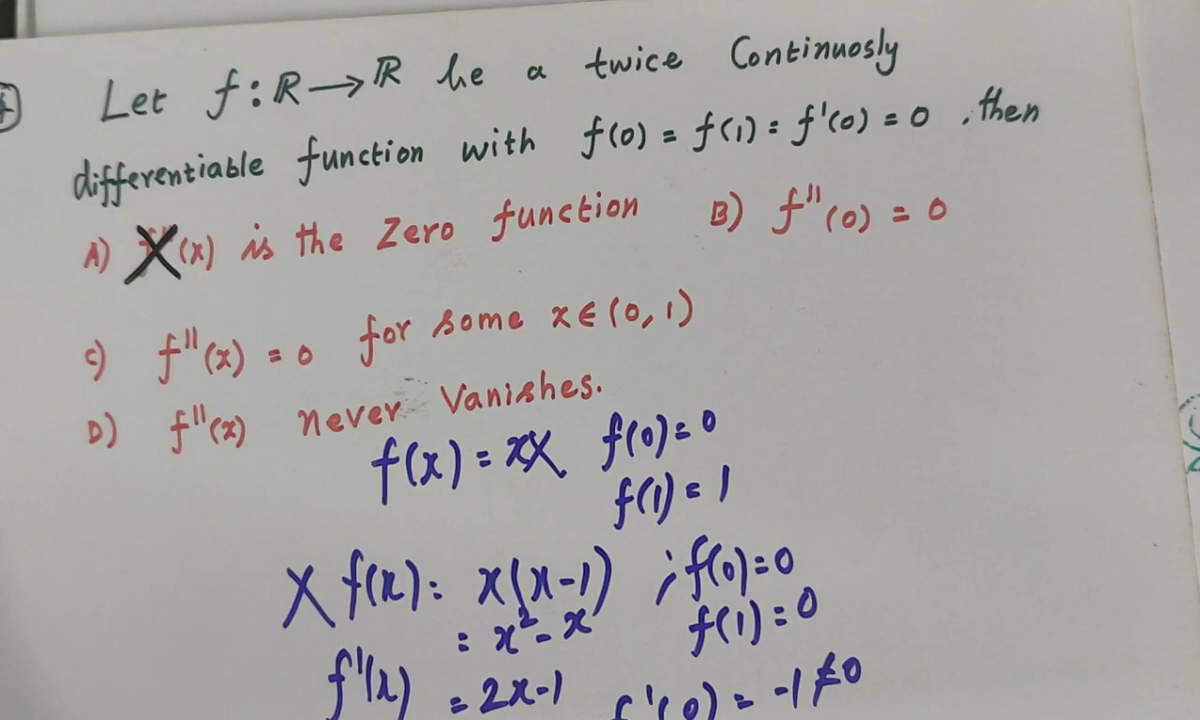 Let f : ℝ → ℝ be a twice Continuosly
differentiable function with f(0) = f(1) = f'(0) = 0 . then
A) (x) is the Zero function B) f''(0) = 0
C) f''(x) = 0 for some x ∈ (0, 1)
D) f''(x) never Vanishes.
f(x) = x f(0) = 0
f(1) = 1
X f(x) = x(x-1) ; f(0) = 0
= x² - x f(1) = 0
f'(x) = 2x-1 f'(0) = -1 ≠ 0